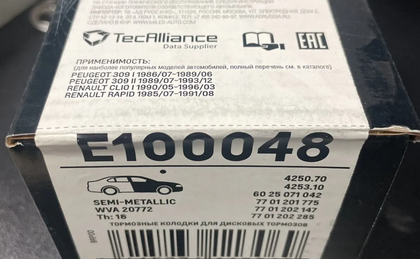 TecAlliance
Data Supplier
EAC
ПРИМЕНИМОСТЬ:
(для наиболее популярных моделей автомобилей, полный перечень см. в каталоге)
PEUGEOT 309 I 1986/07-1989/06
PEUGEOT 309 II 1989/07-1993/12
RENAULT CLIO I 1990/05-1996/03
RENAULT RAPID 1985/07-1991/08
E100048
SEMI-METALLIC
WVA 20772
Th: 18
4250.70
4253.10
60 25 071 042
77 01 201 775
77 01 202 147
77 01 202 285
ТОРМОЗНЫЕ КОЛОДКИ ДЛЯ ДИСКОВЫХ ТОРМОЗОВ